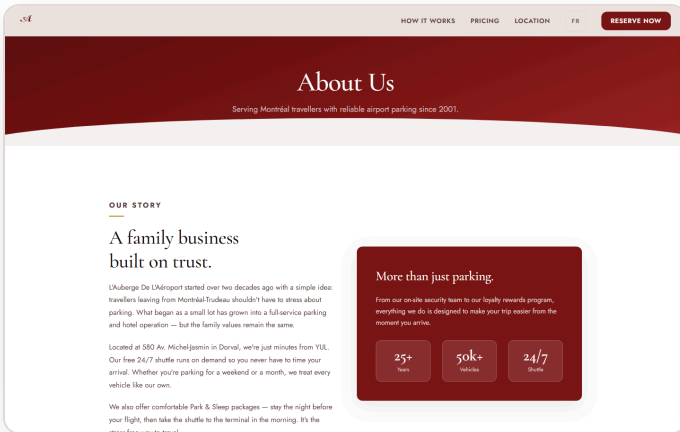 A
HOW IT WORKS
PRICING
LOCATION
FR
RESERVE NOW
About Us
Serving Montréal travellers with reliable airport parking since 2001.
OUR STORY
A family business
built on trust.
L'Auberge De L'Aéroport started over two decades ago with a simple idea:
travellers leaving from Montréal-Trudeau shouldn't have to stress about
parking. What began as a small lot has grown into a full-service parking
and hotel operation — but the family values remain the same.
Located at 580 Av. Michel-Jasmin in Dorval, we're just minutes from YUL.
Our free 24/7 shuttle runs on demand so you never have to time your
arrival. Whether you're parking for a weekend or a month, we treat every
vehicle like our own.
We also offer comfortable Park & Sleep packages — stay the night before
your flight, then take the shuttle to the terminal in the morning. It's the
More than just parking.
From our on-site security team to our loyalty rewards program,
everything we do is designed to make your trip easier from the
moment you arrive.
25+
Years
50k+
Vehicles
24/7
Shuttle